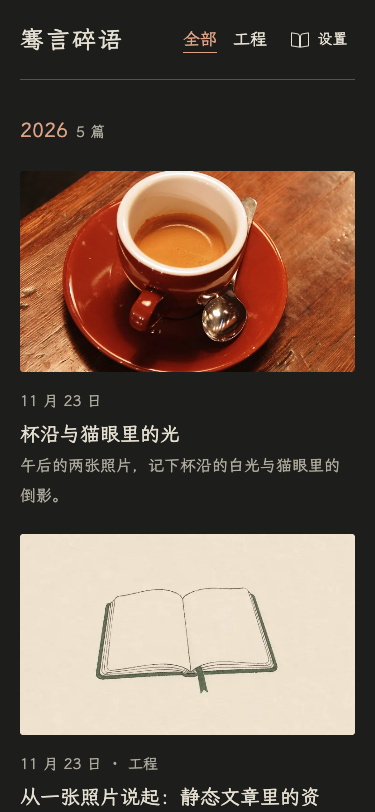 骞言碎语
全部 工程 设置
2026 5 篇
11 月 23 日
杯沿与猫眼里的光
午后的两张照片，记下杯沿的白光与猫眼里的
倒影。
11 月 23 日 · 工程
从一张照片说起：静态文章里的资